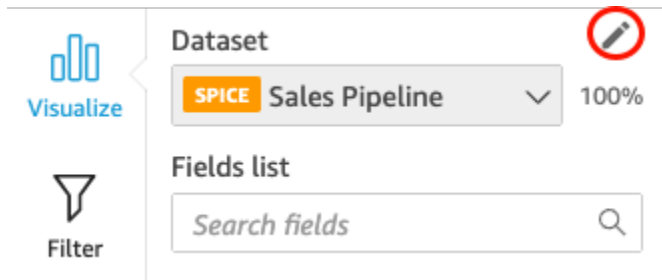 Dataset
Visualize
SPICE Sales Pipeline
100%
Fields list
Search fields
Filter